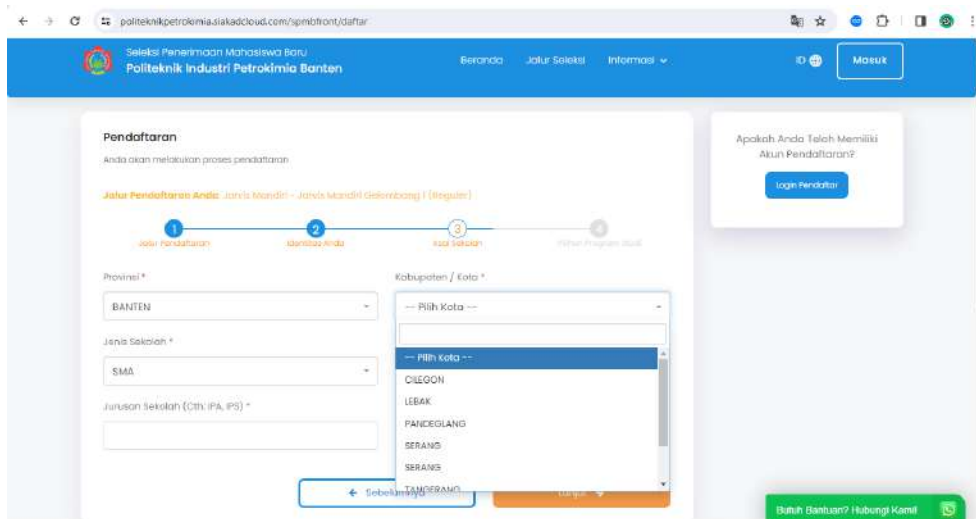 politeknikpetrokimia.siakadcloud.com/spmbfront/daftar
Seleksi Penerimaan Mahasiswa Baru
Politeknik Industri Petrokimia Banten
Beranda Jalur Seleksi Informasi
ID
Masuk
Pendaftaran
Anda akan melakukan proses pendaftaran
Jalur Pendaftaran Anda: Jarvis Mandiri - Jarvis Mandiri Gelombang 1 (Reguler)
1 2 3 4
Jalur Pendaftaran Identitas Anda Asal Sekolah Pilihan Program Studi
Provinsi *
BANTEN
Jenis Sekolah *
SMA
Jurusan Sekolah (Cth: IPA, IPS) *
Kabupaten / Kota *
-- Pilih Kota --
-- Pilih Kota --
CILEGON
LEBAK
PANDEGLANG
SERANG
SERANG
TANGERANG
Sebelumnya
Lanjut
Apakah Anda Telah Memiliki
Akun Pendaftaran?
Login Pendaftar
Butuh Bantuan? Hubungi Kami!